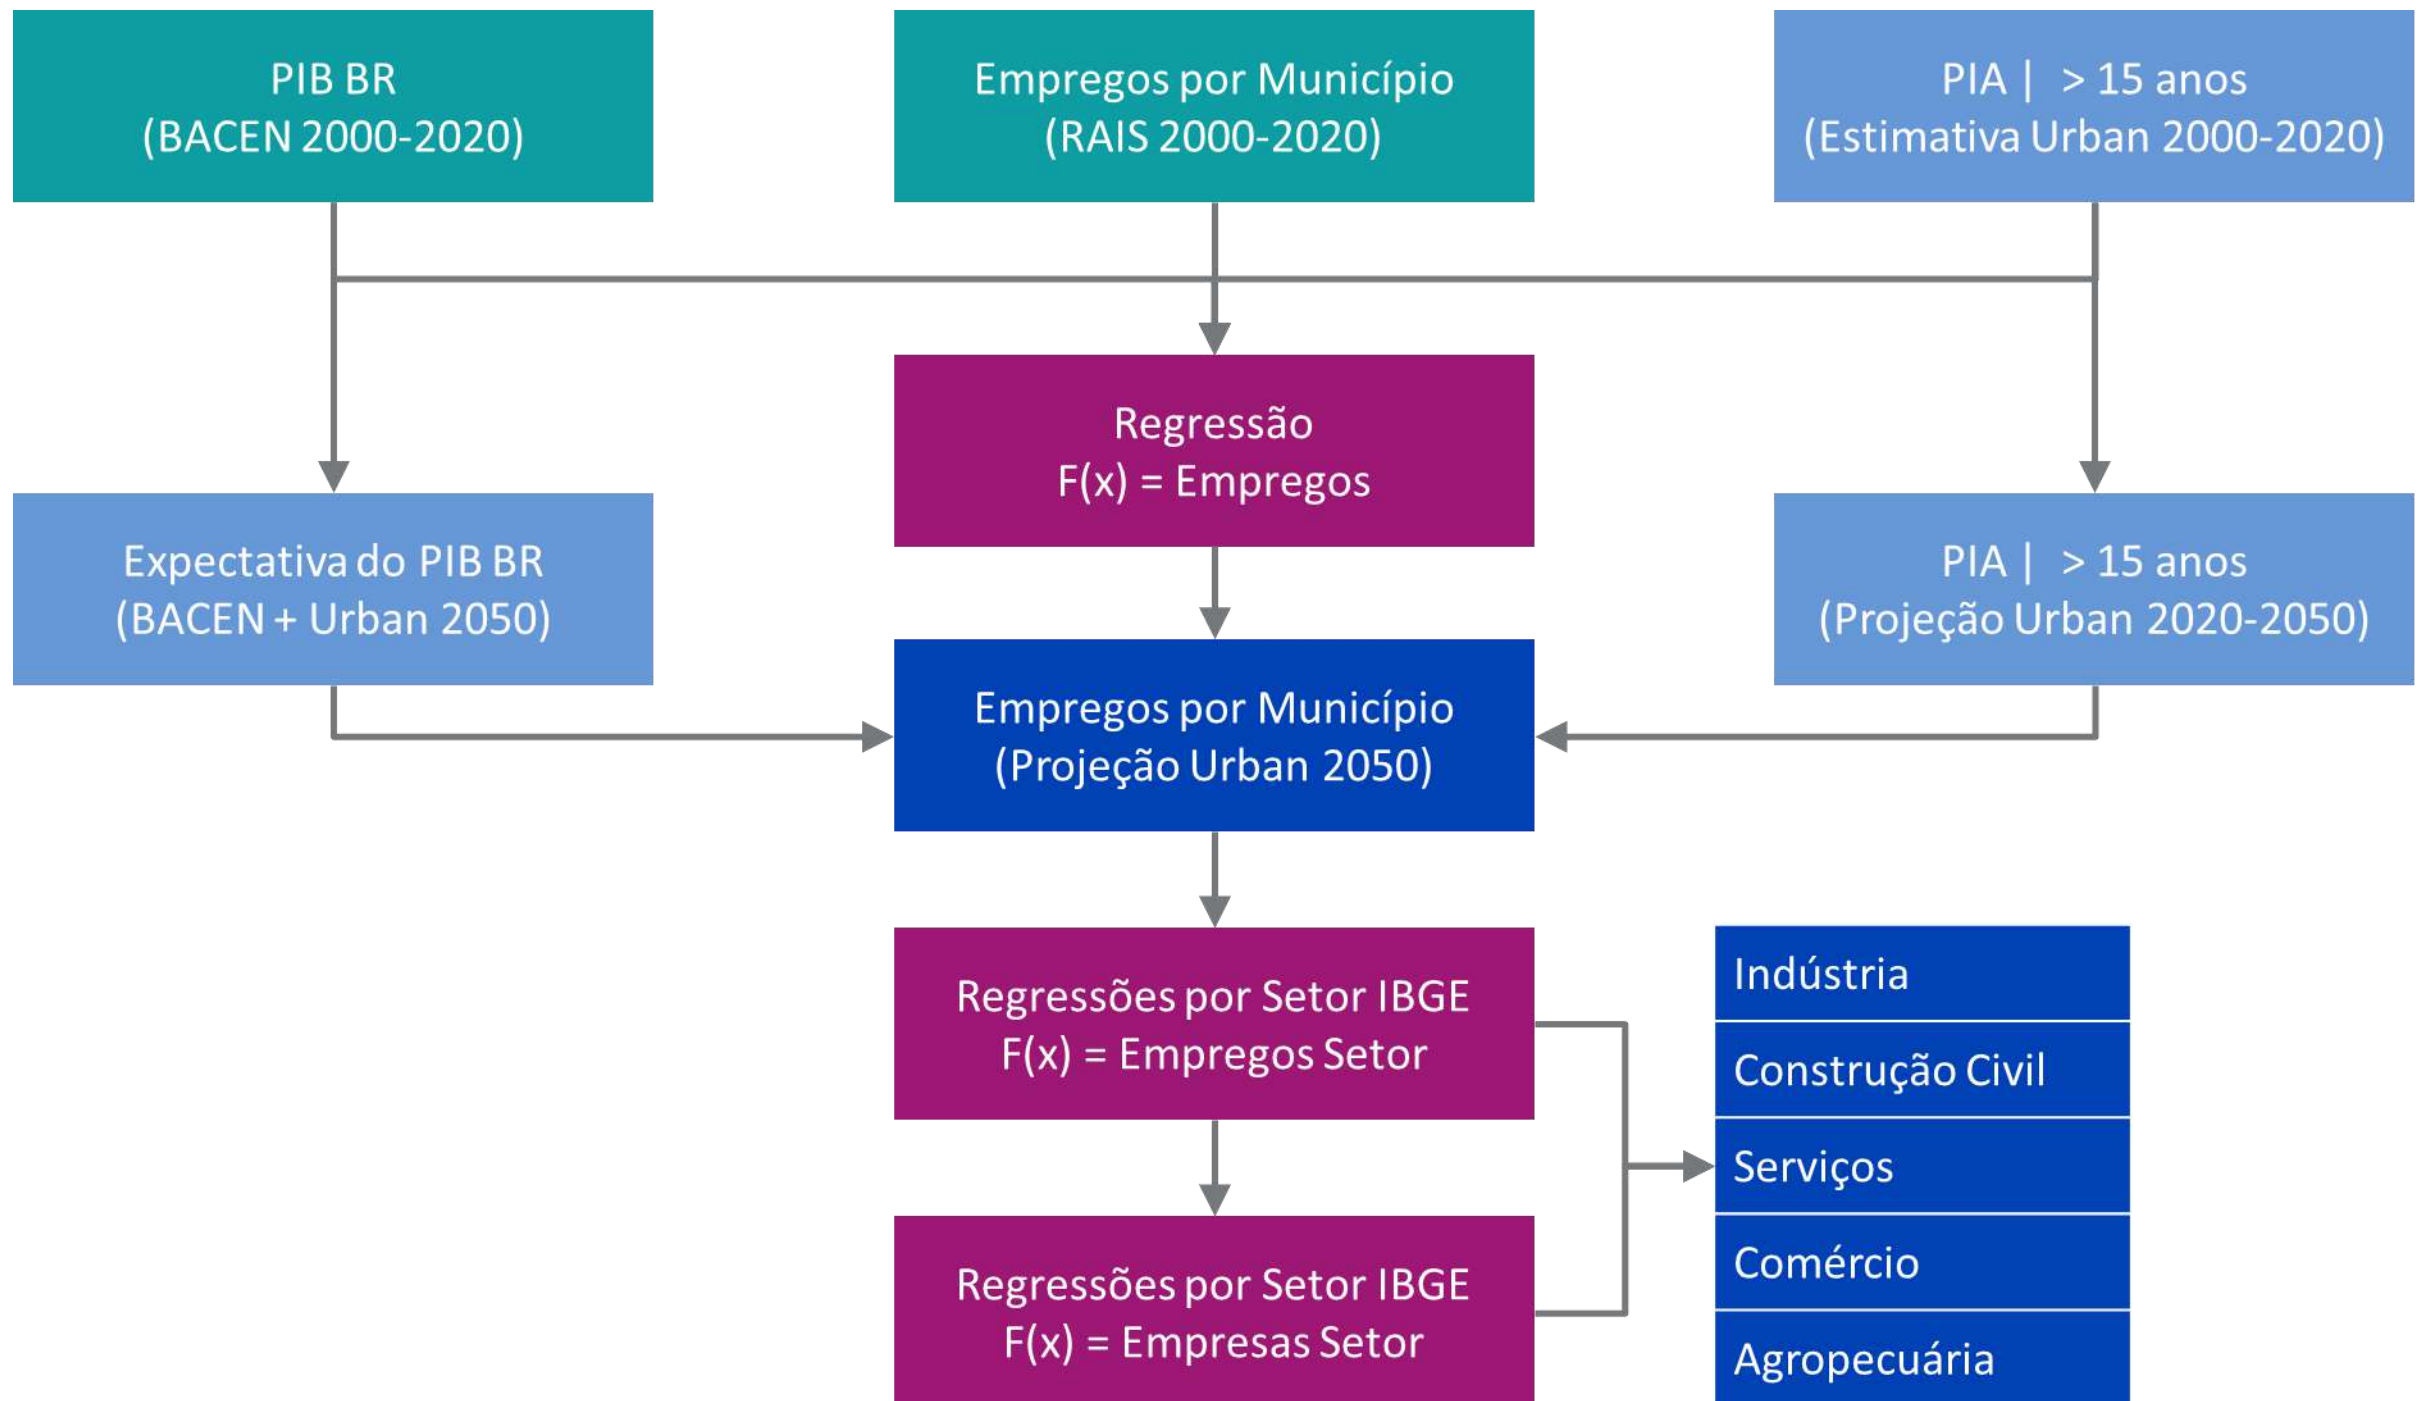 PIB BR
(BACEN 2000-2020)
Empregos por Município
(RAIS 2000-2020)
PIA | > 15 anos
(Estimativa Urban 2000-2020)
Regressão
F(x) = Empregos
Expectativa do PIB BR
(BACEN + Urban 2050)
PIA | > 15 anos
(Projeção Urban 2020-2050)
Empregos por Município
(Projeção Urban 2050)
Regressões por Setor IBGE
F(x) = Empregos Setor
Regressões por Setor IBGE
F(x) = Empresas Setor
Indústria
Construção Civil
Serviços
Comércio
Agropecuária